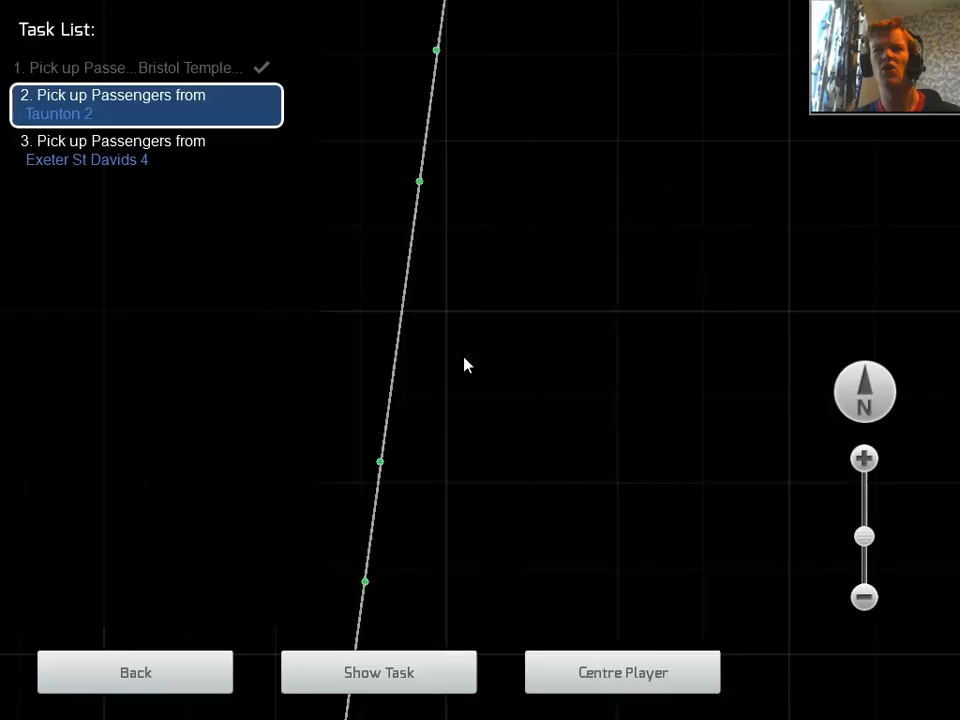 Task List:
1. Pick up Passe...Bristol Temple...
2. Pick up Passengers from
Taunton 2
3. Pick up Passengers from
Exeter St Davids 4
N
Back
Show Task
Centre Player